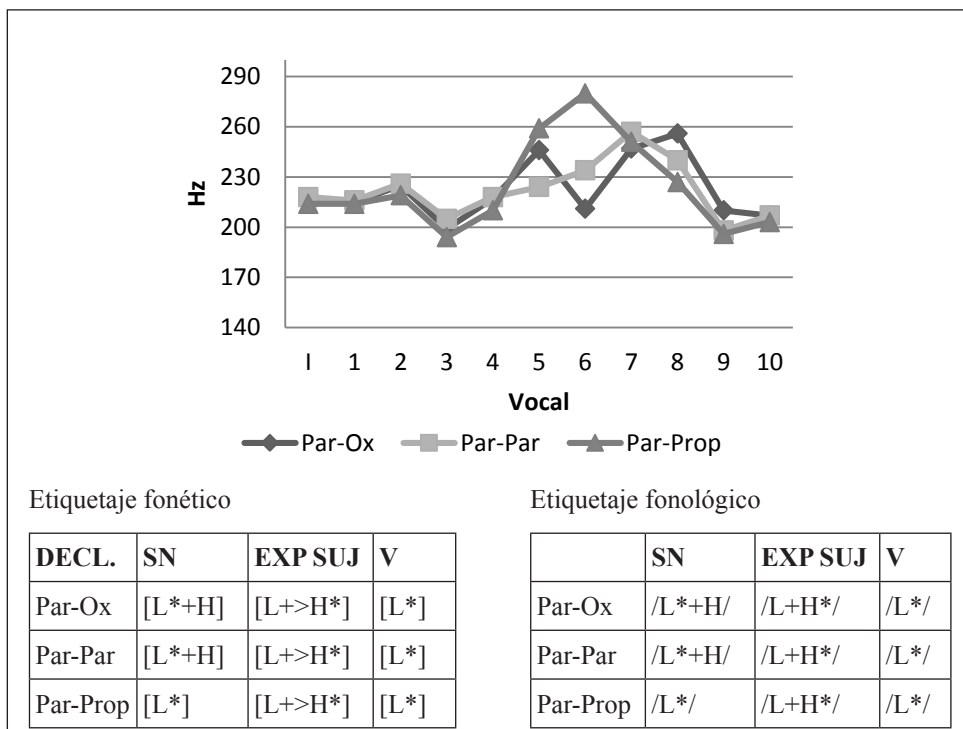 290
260
230
200
170
140
Hz
I 1 2 3 4 5 6 7 8 9 10
Vocal
Par-Ox Par-Par Par-Prop
Etiquetaje fonético
DECL. SN EXP SUJ V
Par-Ox [L*+H] [L+>H*] [L*]
Par-Par [L*+H] [L+>H*] [L*]
Par-Prop [L*] [L+>H*] [L*]
Etiquetaje fonológico
SN EXP SUJ V
Par-Ox /L*+H/ /L+H*/ /L*/
Par-Par /L*+H/ /L+H*/ /L*/
Par-Prop /L*/ /L+H*/ /L*/